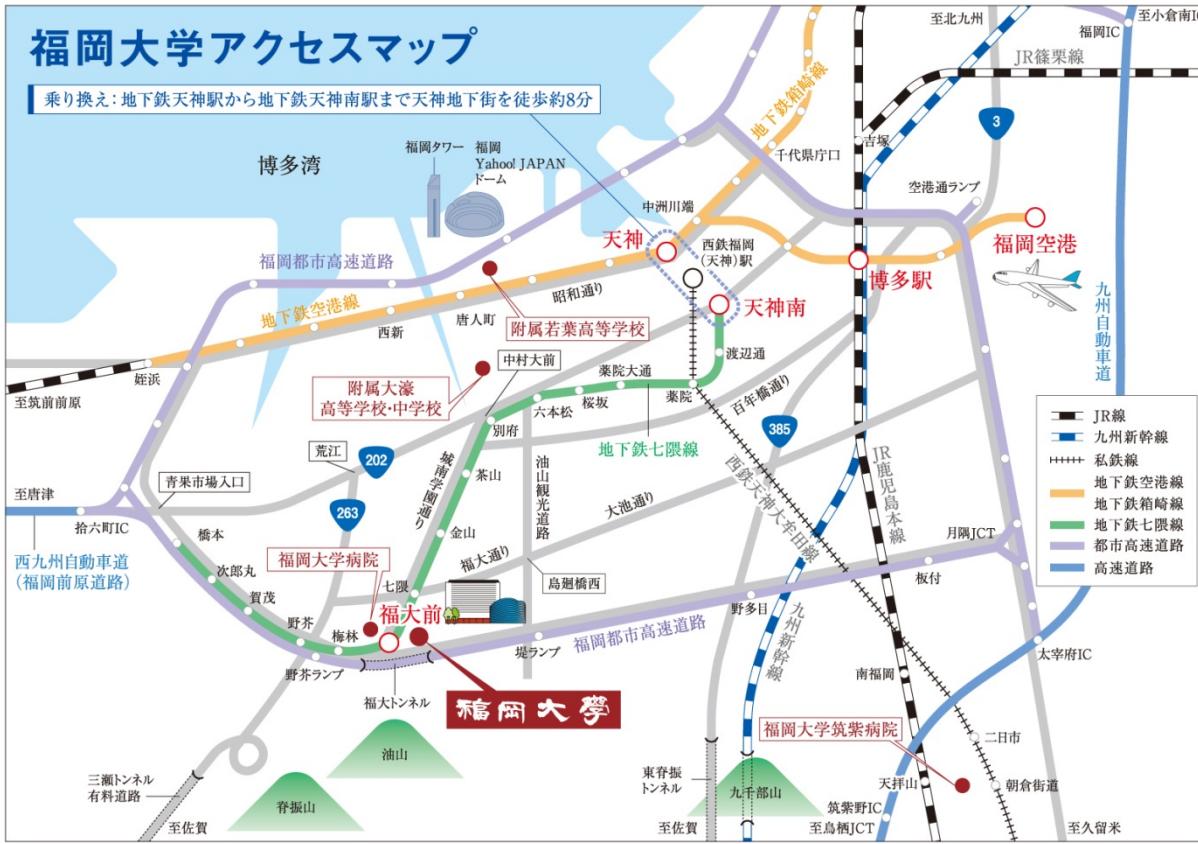 福岡大学アクセスマップ
乗り換え：地下鉄天神駅から地下鉄天神南駅まで天神地下街を徒歩約8分
至北九州
至小倉南IC
福岡IC
JR篠栗線
地下鉄箱崎線
3
吉塚
千代県庁口
空港通ランプ
福岡タワー
福岡
Yahoo! JAPAN
ドーム
博多湾
中洲川端
天神
西鉄福岡
(天神)駅
福岡空港
博多駅
福岡都市高速道路
昭和通り
地下鉄空港線
西新
唐人町
附属若葉高等学校
天神南
九州自動車道
渡辺通
中村大前
姪浜
至筑前前原
附属大濠
高等学校・中学校
薬院大通
桜坂
六本松
薬院
百年橋通り
別府
地下鉄七隈線
385
JR線
九州新幹線
私鉄線
地下鉄空港線
地下鉄箱崎線
地下鉄七隈線
都市高速道路
高速道路
荒江
202
城南学園通り
茶山
油山観光道路
青果市場入口
至唐津
拾六町IC
263
大池通り
西鉄天神大牟田線
JR鹿児島本線
橋本
金山
月隈JCT
西九州自動車道
(福岡前原道路)
福岡大学病院
福大通り
次郎丸
七隈
島廻橋西
板付
賀茂
福大前
野多目
野芥
梅林
福岡都市高速道路
九州新幹線
堤ランプ
太宰府IC
野芥ランプ
南福岡
福大トンネル
福岡大學
福岡大学筑紫病院
二日市
油山
三瀬トンネル
有料道路
東脊振
トンネル
九千部山
天拝山
朝倉街道
脊振山
筑紫野IC
至佐賀
至佐賀
至鳥栖JCT
至久留米